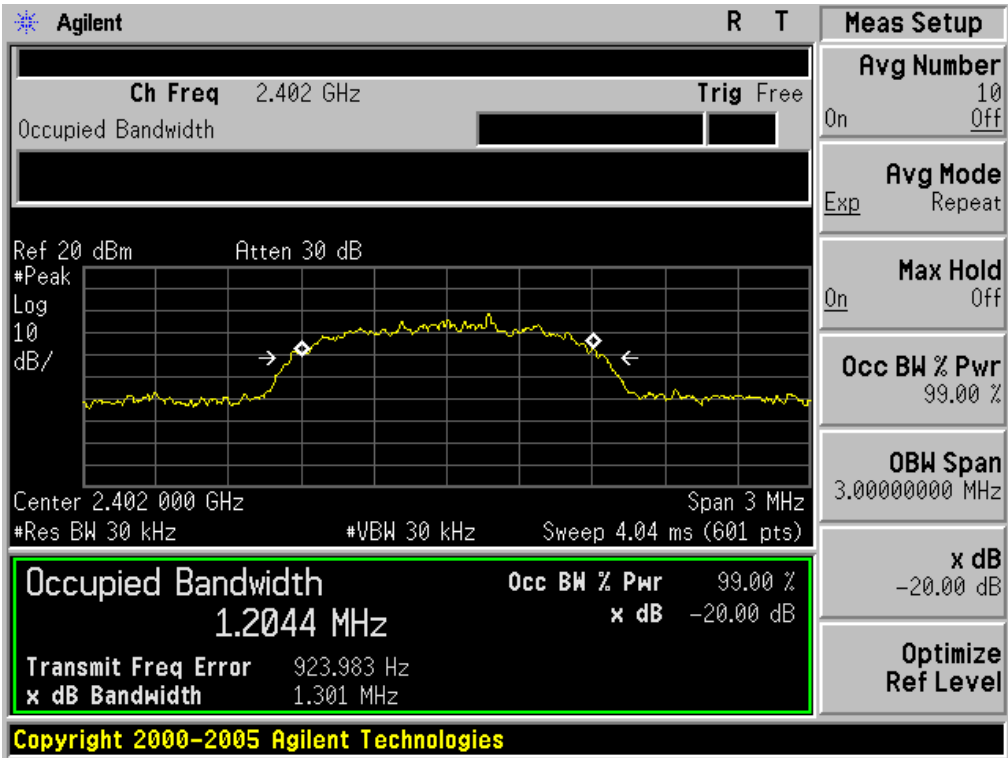 Agilent R T
Ch Freq 2.402 GHz Trig Free
Occupied Bandwidth
Ref 20 dBm Atten 30 dB
#Peak
Log
10
dB/
Center 2.402 000 GHz Span 3 MHz
#Res BW 30 kHz #VBW 30 kHz Sweep 4.04 ms (601 pts)
Occupied Bandwidth Occ BW % Pwr 99.00 %
1.2044 MHz x dB -20.00 dB
Transmit Freq Error 923.983 Hz
x dB Bandwidth 1.301 MHz
Copyright 2000-2005 Agilent Technologies
Meas Setup
Avg Number
10
On Off
Avg Mode
Exp Repeat
Max Hold
On Off
Occ BW % Pwr
99.00 %
OBW Span
3.00000000 MHz
x dB
-20.00 dB
Optimize
Ref Level